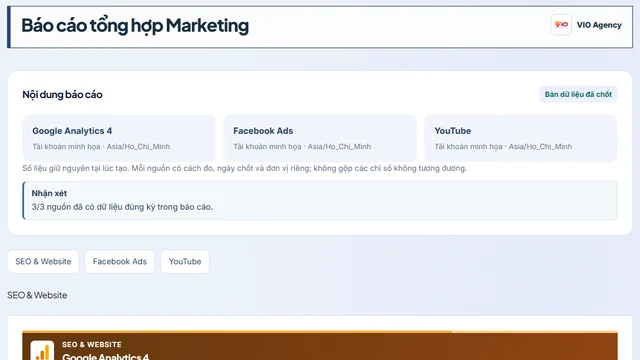 Báo cáo tổng hợp Marketing
VIO
VIO Agency
Nội dung báo cáo
Bản dữ liệu đã chốt
Google Analytics 4
Tài khoản minh họa · Asia/Ho_Chi_Minh
Facebook Ads
Tài khoản minh họa · Asia/Ho_Chi_Minh
YouTube
Tài khoản minh họa · Asia/Ho_Chi_Minh
Số liệu giữ nguyên tại lúc tạo. Mỗi nguồn có cách đo, ngày chốt và đơn vị riêng; không gộp các chỉ số không tương đương.
Nhận xét
3/3 nguồn đã có dữ liệu đúng kỳ trong báo cáo.
SEO & Website
Facebook Ads
YouTube
SEO & Website
SEO & WEBSITE
Google Analytics 4